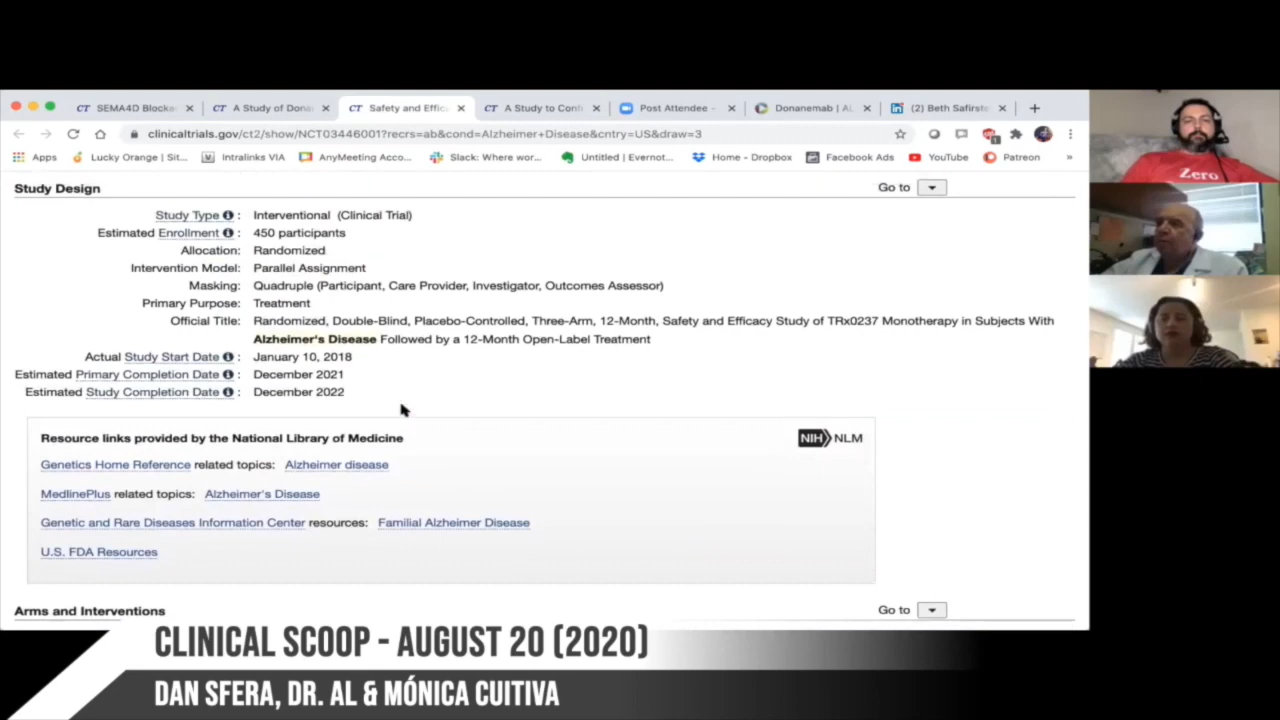 CT SEMA4D Blocka
CT A Study of Dona
CT Safety and Effic
CT A Study to Conf
Post Attendee -
Donanemab | AL
(2) Beth Safirste
clinicaltrials.gov/ct2/show/NCT03446001?recrs=ab&cond=Alzheimer+Disease&cntry=US&draw=3
Apps
Lucky Orange | Sit...
Intralinks VIA
AnyMeeting Acco...
Slack: Where wor...
Untitled | Evernot...
Home - Dropbox
Facebook Ads
YouTube
Patreon
»
Zero
Study Design
Go to
Study Type : Interventional (Clinical Trial)
Estimated Enrollment : 450 participants
Allocation: Randomized
Intervention Model: Parallel Assignment
Masking: Quadruple (Participant, Care Provider, Investigator, Outcomes Assessor)
Primary Purpose: Treatment
Official Title: Randomized, Double-Blind, Placebo-Controlled, Three-Arm, 12-Month, Safety and Efficacy Study of TRx0237 Monotherapy in Subjects With
Alzheimer's Disease Followed by a 12-Month Open-Label Treatment
Actual Study Start Date : January 10, 2018
Estimated Primary Completion Date : December 2021
Estimated Study Completion Date : December 2022
Resource links provided by the National Library of Medicine
NIH NLM
Genetics Home Reference related topics: Alzheimer disease
MedlinePlus related topics: Alzheimer's Disease
Genetic and Rare Diseases Information Center resources: Familial Alzheimer Disease
U.S. FDA Resources
Arms and Interventions
Go to
CLINICAL SCOOP - AUGUST 20 (2020)
DAN SFERA, DR. AL & MÓNICA CUITIVA